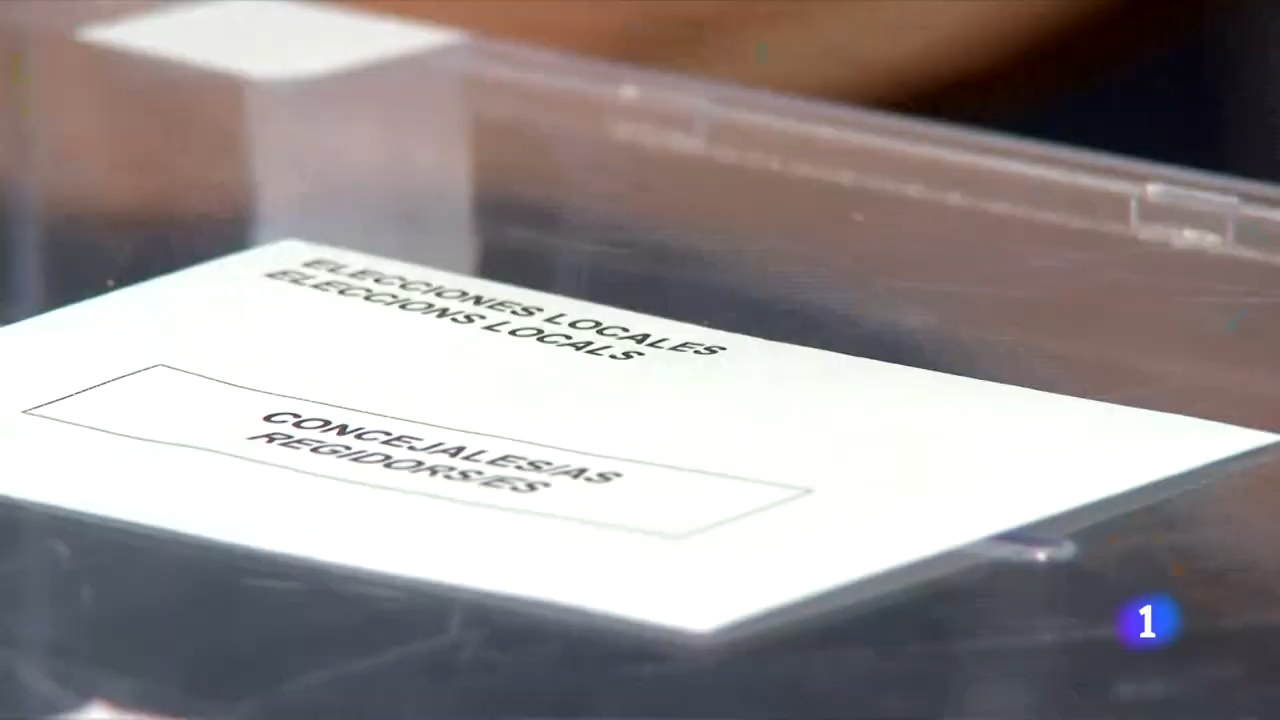 ELECCIONES LOCALES
ELECCIONS LOCALS
CONCEJALES/AS
REGIDORS/ES
1